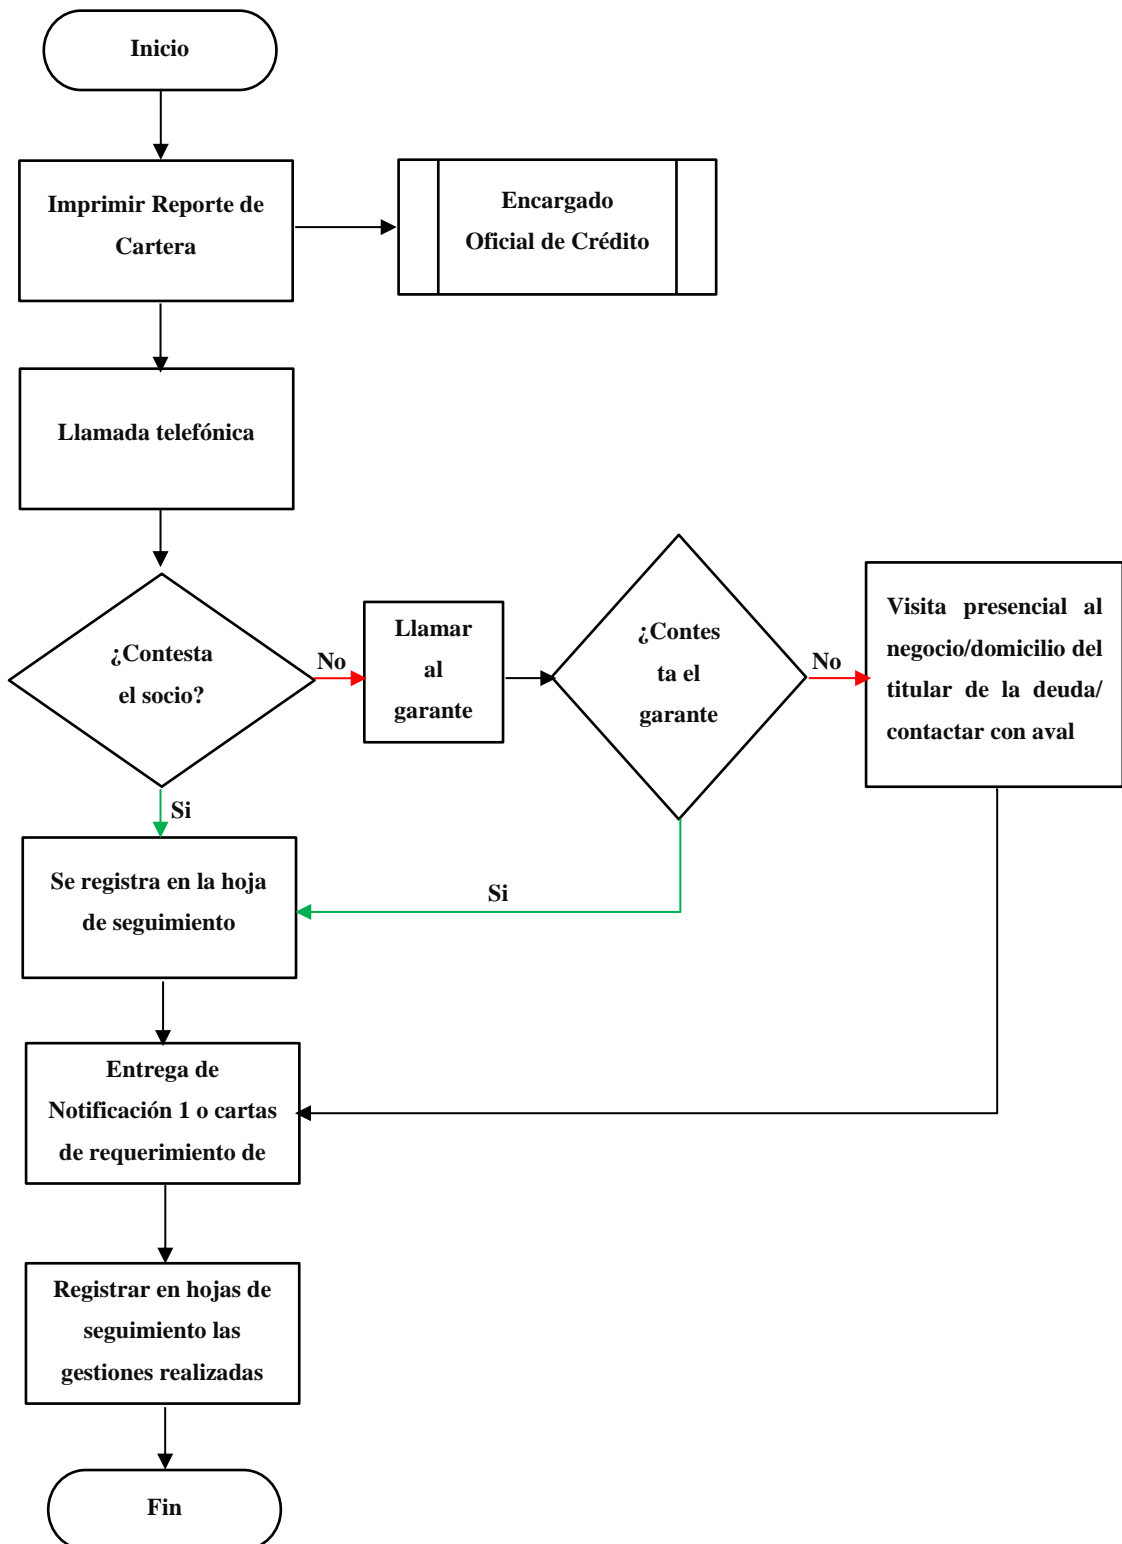 Inicio
Imprimir Reporte de
Cartera
Encargado
Oficial de Crédito
Llamada telefónica
¿Contesta
el socio?
No
Llamar
al
garante
¿Contes
ta el
garante
No
Visita presencial al
negocio/domicilio del
titular de la deuda/
contactar con aval
Si
Se registra en la hoja
de seguimiento
Si
Entrega de
Notificación 1 o cartas
de requerimiento de
Registrar en hojas de
seguimiento las
gestiones realizadas
Fin